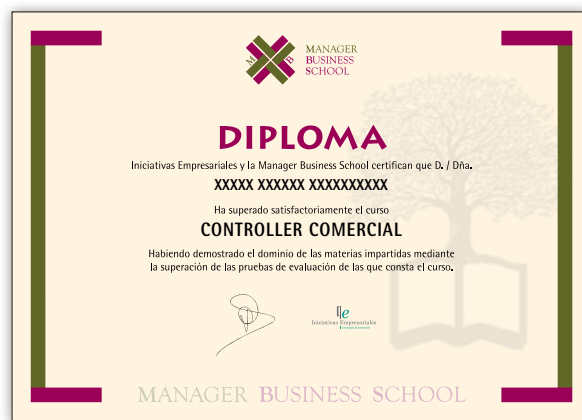 M B
MANAGER
BUSINESS
SCHOOL
DIPLOMA
Iniciativas Empresariales y la Manager Business School certifican que D. / Dña.
XXXXX XXXXXX XXXXXXXXXX
Ha superado satisfactoriamente el curso
CONTROLLER COMERCIAL
Habiendo demostrado el dominio de las materias impartidas mediante
la superación de las pruebas de evaluación de las que consta el curso.
Iniciativas Empresariales
MANAGER BUSINESS SCHOOL